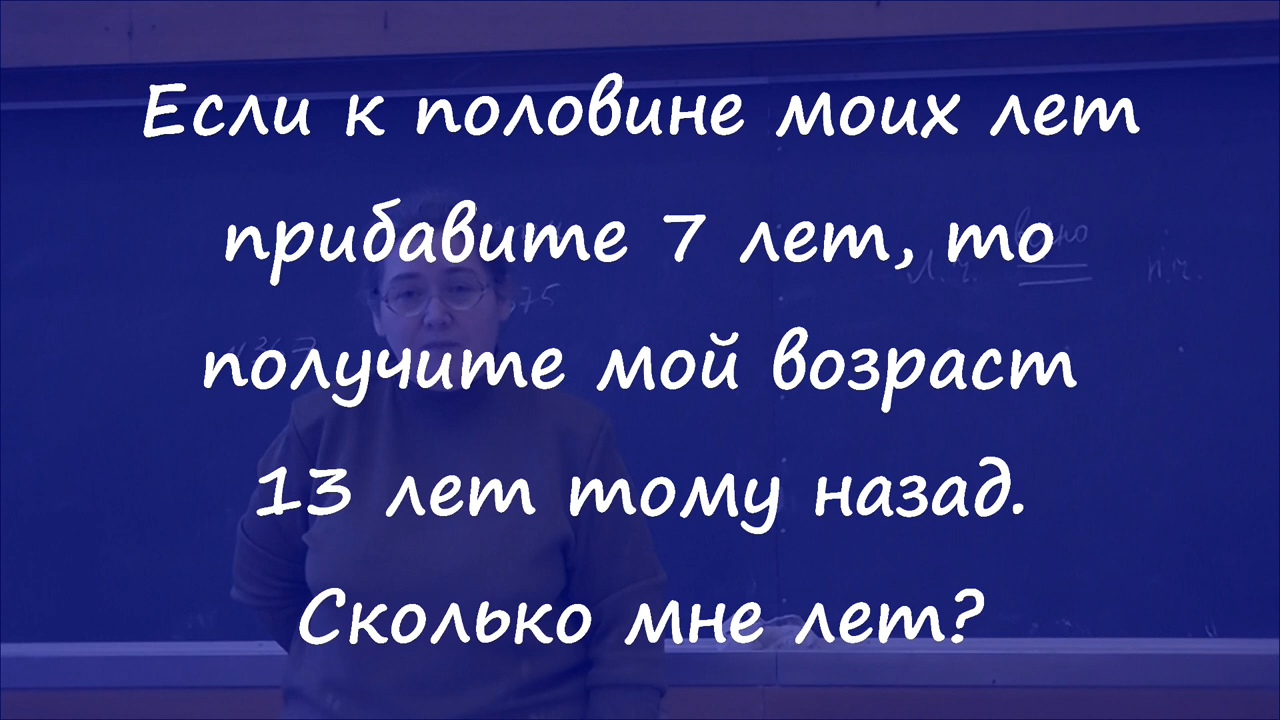 Если к половине моих лет
прибавите 7 лет, то
получите мой возраст
13 лет тому назад.
Сколько мне лет?